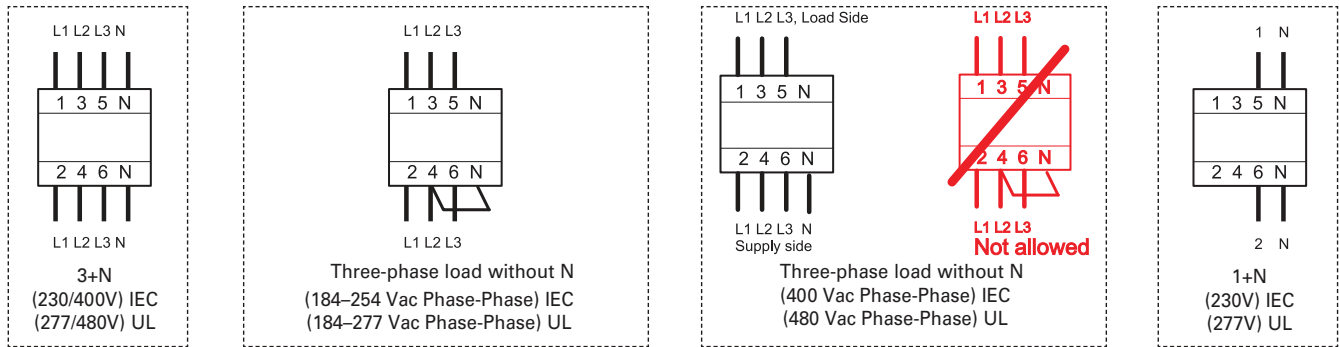 L1 L2 L3 N
1 3 5 N
2 4 6 N
L1 L2 L3 N
3+N
(230/400V) IEC
(277/480V) UL
L1 L2 L3
1 3 5 N
2 4 6 N
L1 L2 L3
Three-phase load without N
(184–254 Vac Phase-Phase) IEC
(184–277 Vac Phase-Phase) UL
L1 L2 L3, Load Side
1 3 5 N
2 4 6 N
L1 L2 L3 N
Supply side
L1 L2 L3
1 3 5 N
2 4 6 N
L1 L2 L3
Not allowed
Three-phase load without N
(400 Vac Phase-Phase) IEC
(480 Vac Phase-Phase) UL
1 N
1 3 5 N
2 4 6 N
2 N
1+N
(230V) IEC
(277V) UL